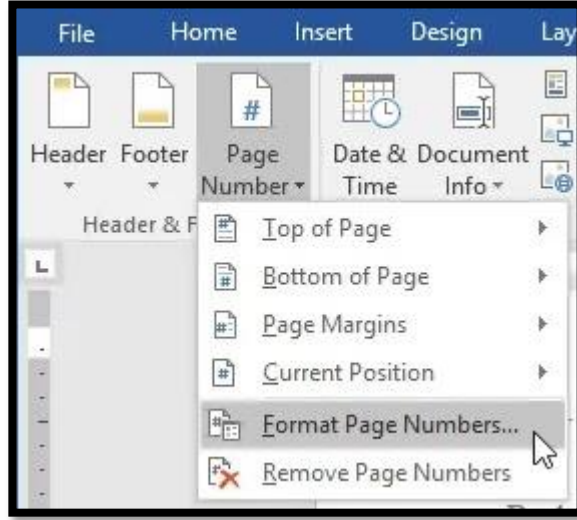 File Home Insert Design Lay
Header Footer Page Date & Document
Number Time Info
Header & F
Top of Page
Bottom of Page
Page Margins
Current Position
Format Page Numbers...
Remove Page Numbers